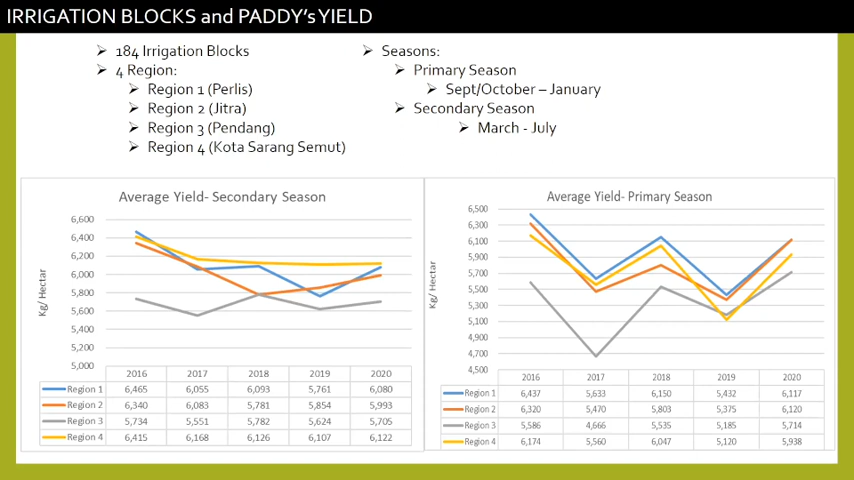 IRRIGATION BLOCKS and PADDY's YIELD
184 Irrigation Blocks
4 Region:
Region 1 (Perlis)
Region 2 (Jitra)
Region 3 (Pendang)
Region 4 (Kota Sarang Semut)
Seasons:
Primary Season
Sept/October – January
Secondary Season
March - July
Average Yield- Secondary Season
Kg/ Hectar
6,600
6,400
6,200
6,000
5,800
5,600
5,400
5,200
5,000
2016 2017 2018 2019 2020
Region 1 6,465 6,055 6,093 5,761 6,080
Region 2 6,340 6,083 5,781 5,854 5,993
Region 3 5,734 5,551 5,782 5,624 5,705
Region 4 6,415 6,168 6,126 6,107 6,122
Average Yield- Primary Season
Kg/ Hectar
6,500
6,300
6,100
5,900
5,700
5,500
5,300
5,100
4,900
4,700
4,500
2016 2017 2018 2019 2020
Region 1 6,437 5,633 6,150 5,432 6,117
Region 2 6,320 5,470 5,803 5,375 6,120
Region 3 5,586 4,666 5,535 5,185 5,714
Region 4 6,174 5,560 6,047 5,120 5,938